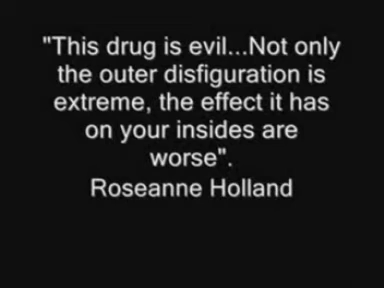 "This drug is evil...Not only
the outer disfiguration is
extreme, the effect it has
on your insides are
worse".
Roseanne Holland